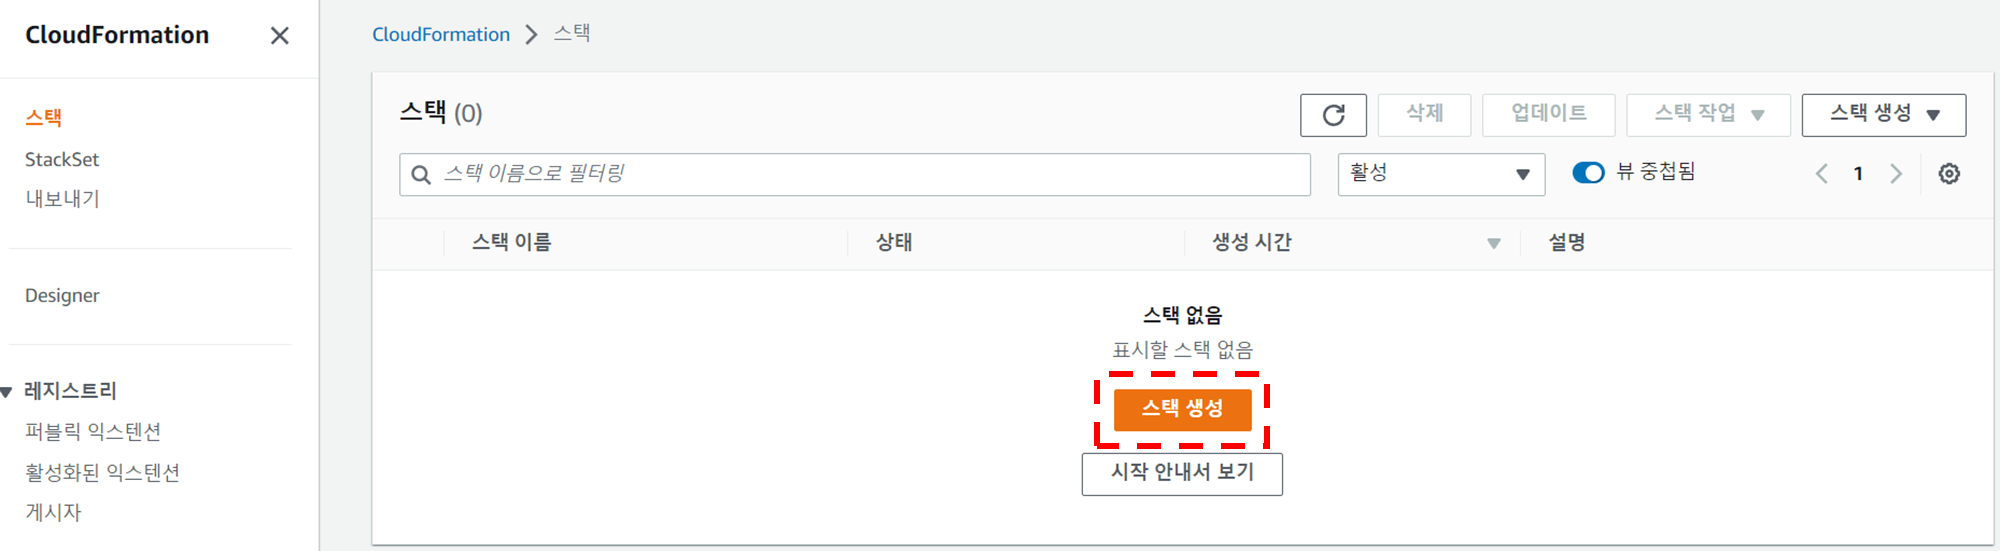 CloudFormation
스택
StackSet
내보내기
Designer
레지스트리
퍼블릭 익스텐션
활성화된 익스텐션
게시자
CloudFormation 스택
스택 (0)
삭제 업데이트 스택 작업 스택 생성
스택 이름으로 필터링 활성 뷰 중첩됨 1
스택 이름 상태 생성 시간 설명
스택 없음
표시할 스택 없음
스택 생성
시작 안내서 보기